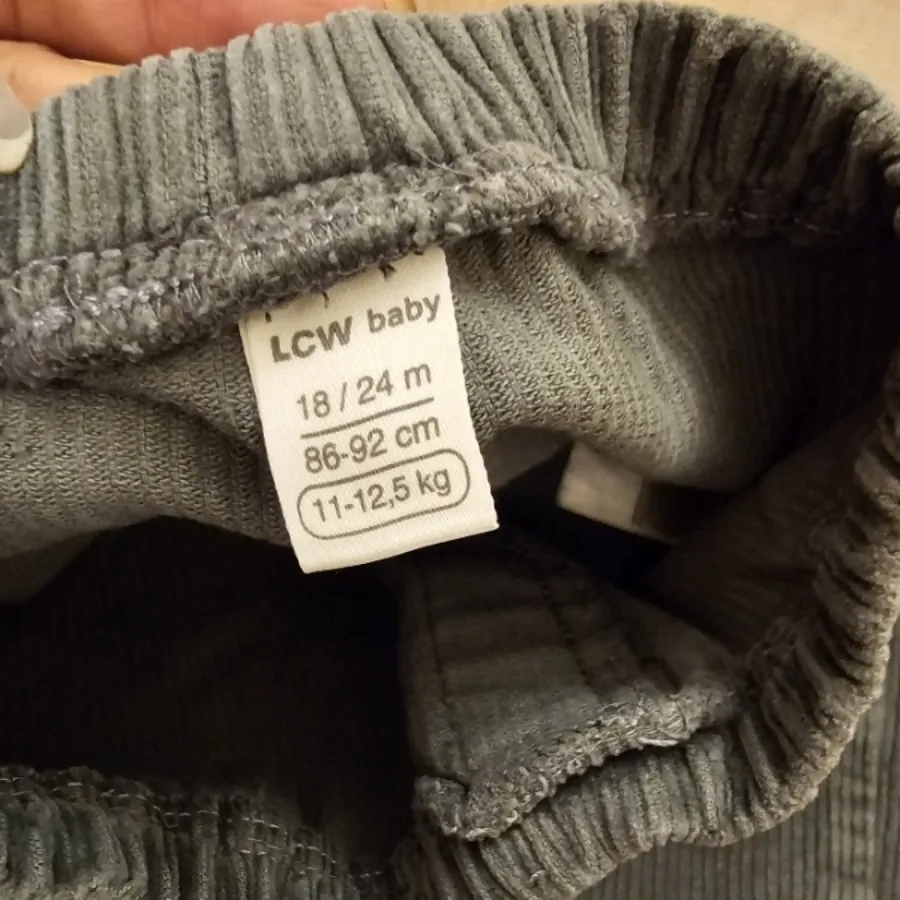 LCW baby
18 / 24 m
86-92 cm
11-12,5 kg